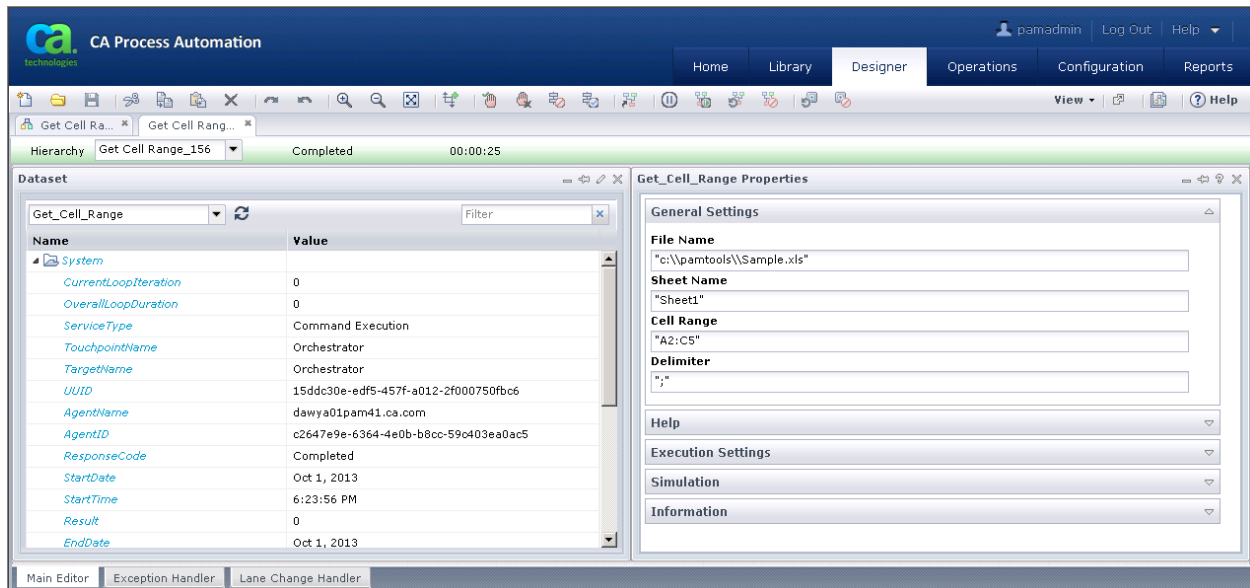 ca.
technologies
CA Process Automation
pamadmin Log Out Help
Home Library Designer Operations Configuration Reports
View Help
Get Cell Ra... Get Cell Rang...
Hierarchy Get Cell Range_156 Completed 00:00:25
Dataset
Get_Cell_Range Filter
Name Value
System
CurrentLoopIteration 0
OverallLoopDuration 0
ServiceType Command Execution
TouchpointName Orchestrator
TargetName Orchestrator
UUID 15ddc30e-edf5-457f-a012-2f000750fbc6
AgentName dawya01pam41.ca.com
AgentID c2647e9e-6364-4e0b-b8cc-59c403ea0ac5
ResponseCode Completed
StartDate Oct 1, 2013
StartTime 6:23:56 PM
Result 0
EndDate Oct 1, 2013
Get_Cell_Range Properties
General Settings
File Name
"c:\\pamtools\\Sample.xls"
Sheet Name
"Sheet1"
Cell Range
"A2:C5"
Delimiter
";"
Help
Execution Settings
Simulation
Information
Main Editor Exception Handler Lane Change Handler